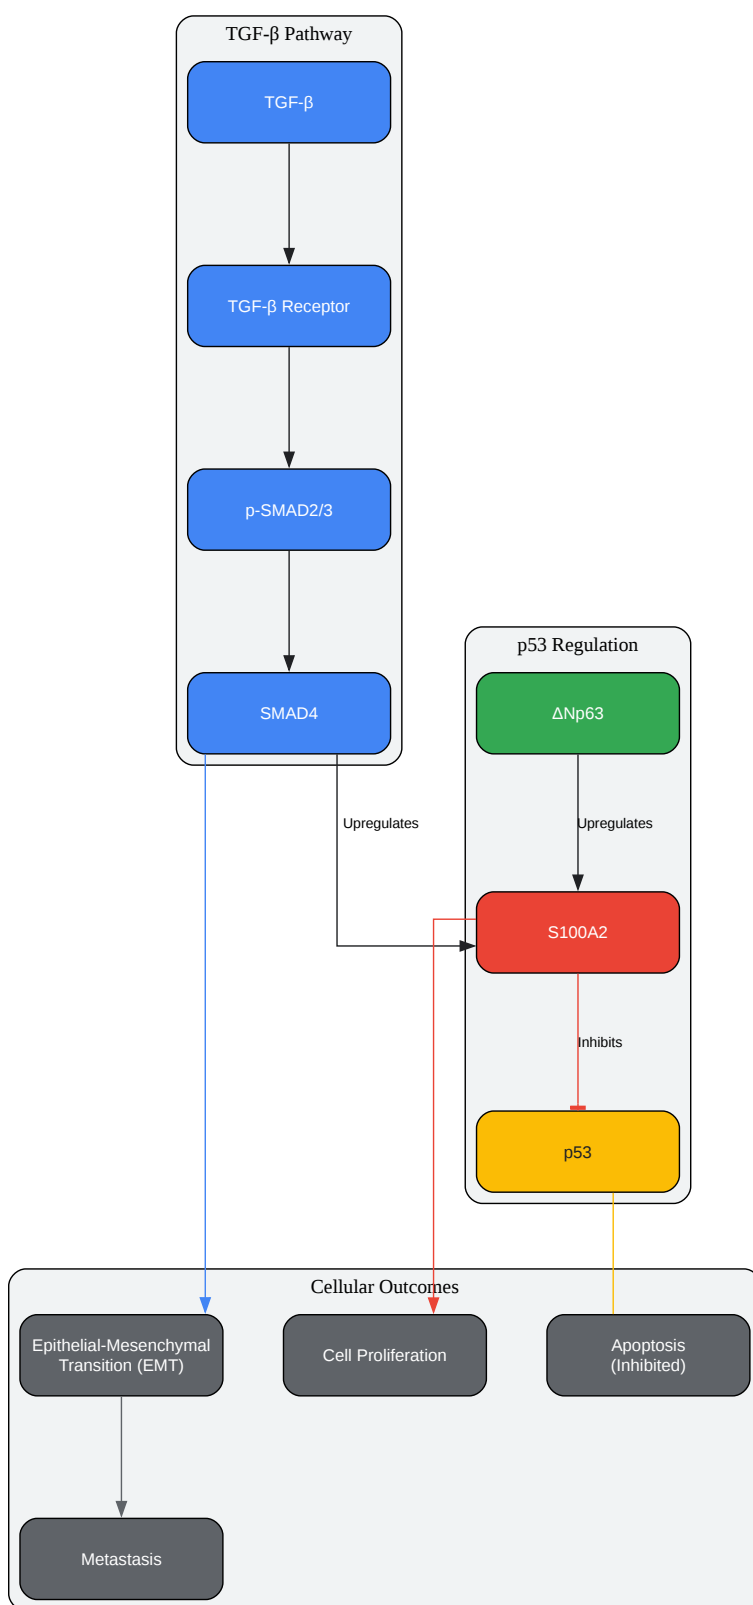 TGF-β Pathway
TGF-β
TGF-β Receptor
p-SMAD2/3
SMAD4
p53 Regulation
ΔNp63
Upregulates
Upregulates
S100A2
Inhibits
p53
Cellular Outcomes
Epithelial-Mesenchymal
Transition (EMT)
Cell Proliferation
Apoptosis
(Inhibited)
Metastasis